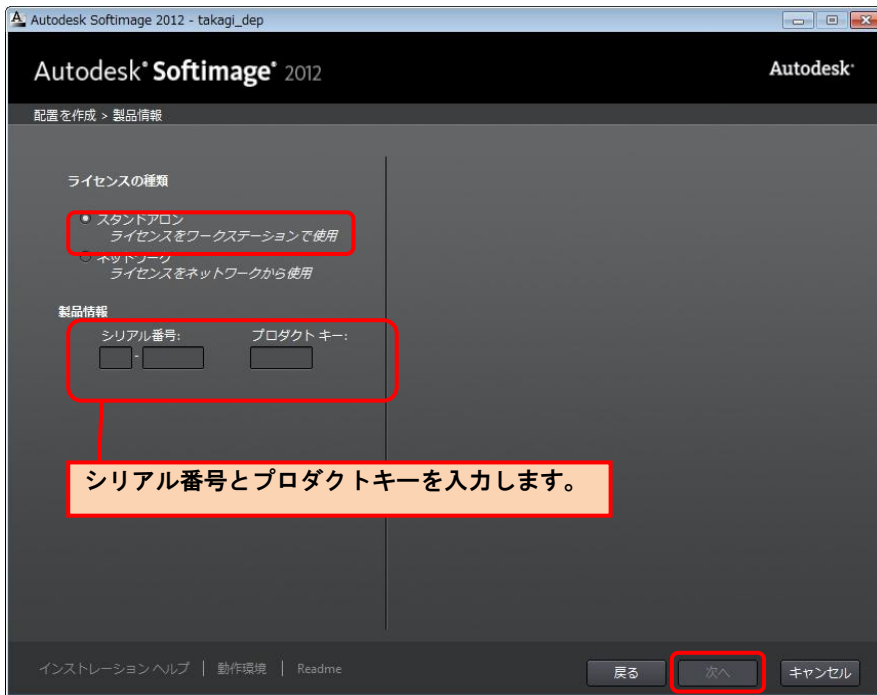 Autodesk Softimage 2012 - takagi_dep
Autodesk® Softimage® 2012
Autodesk®
配置を作成 > 製品情報
ライセンスの種類
スタンドアロン
ライセンスをワークステーションで使用
ネットワーク
ライセンスをネットワークから使用
製品情報
シリアル番号: プロダクト キー:
-
シリアル番号とプロダクトキーを入力します。
インストレーション ヘルプ | 動作環境 | Readme
戻る 次へ キャンセル